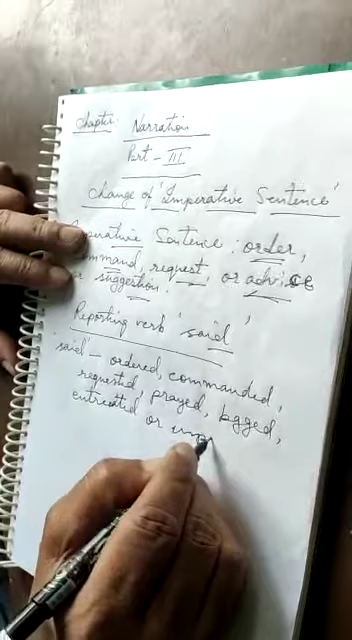 Chapter: Narration
Part - III
Change of 'Imperative Sentence'
Imperative Sentence: order,
command, request, or advice
or suggestion.
Reporting verb 'said'
'said' - ordered, commanded,
requested, prayed, begged,
entreated or